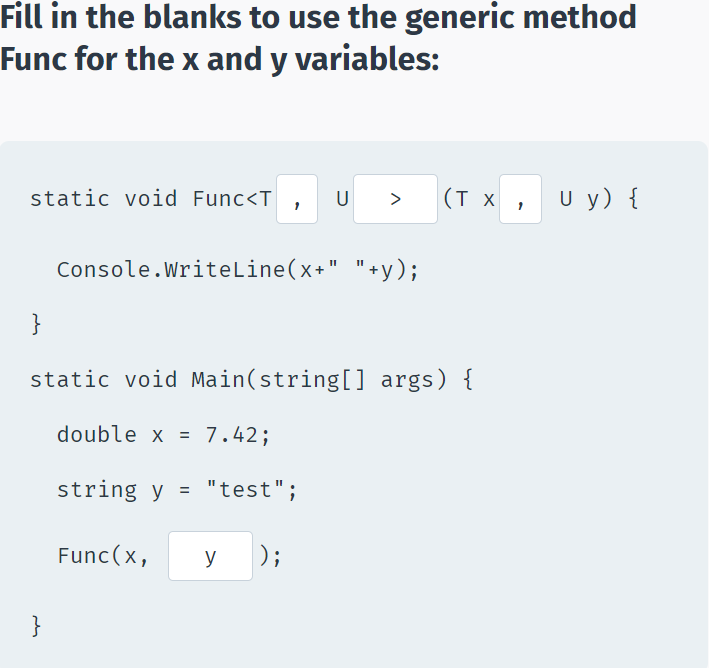 Fill in the blanks to use the generic method
Func for the x and y variables:
static void Func<T , U > (T x , U y) {
Console.WriteLine(x+" "+y);
}
static void Main(string[] args) {
double x = 7.42;
string y = "test";
Func(x, y );
}